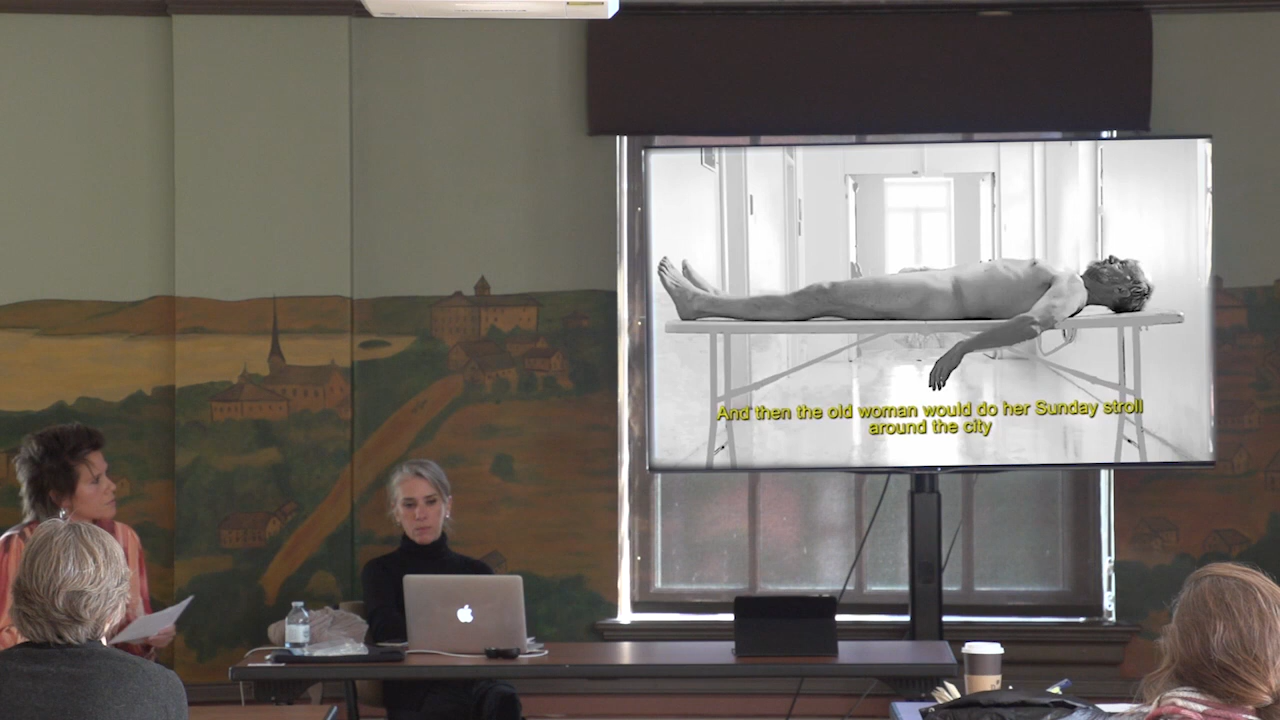 And then the old woman would do her Sunday stroll
around the city